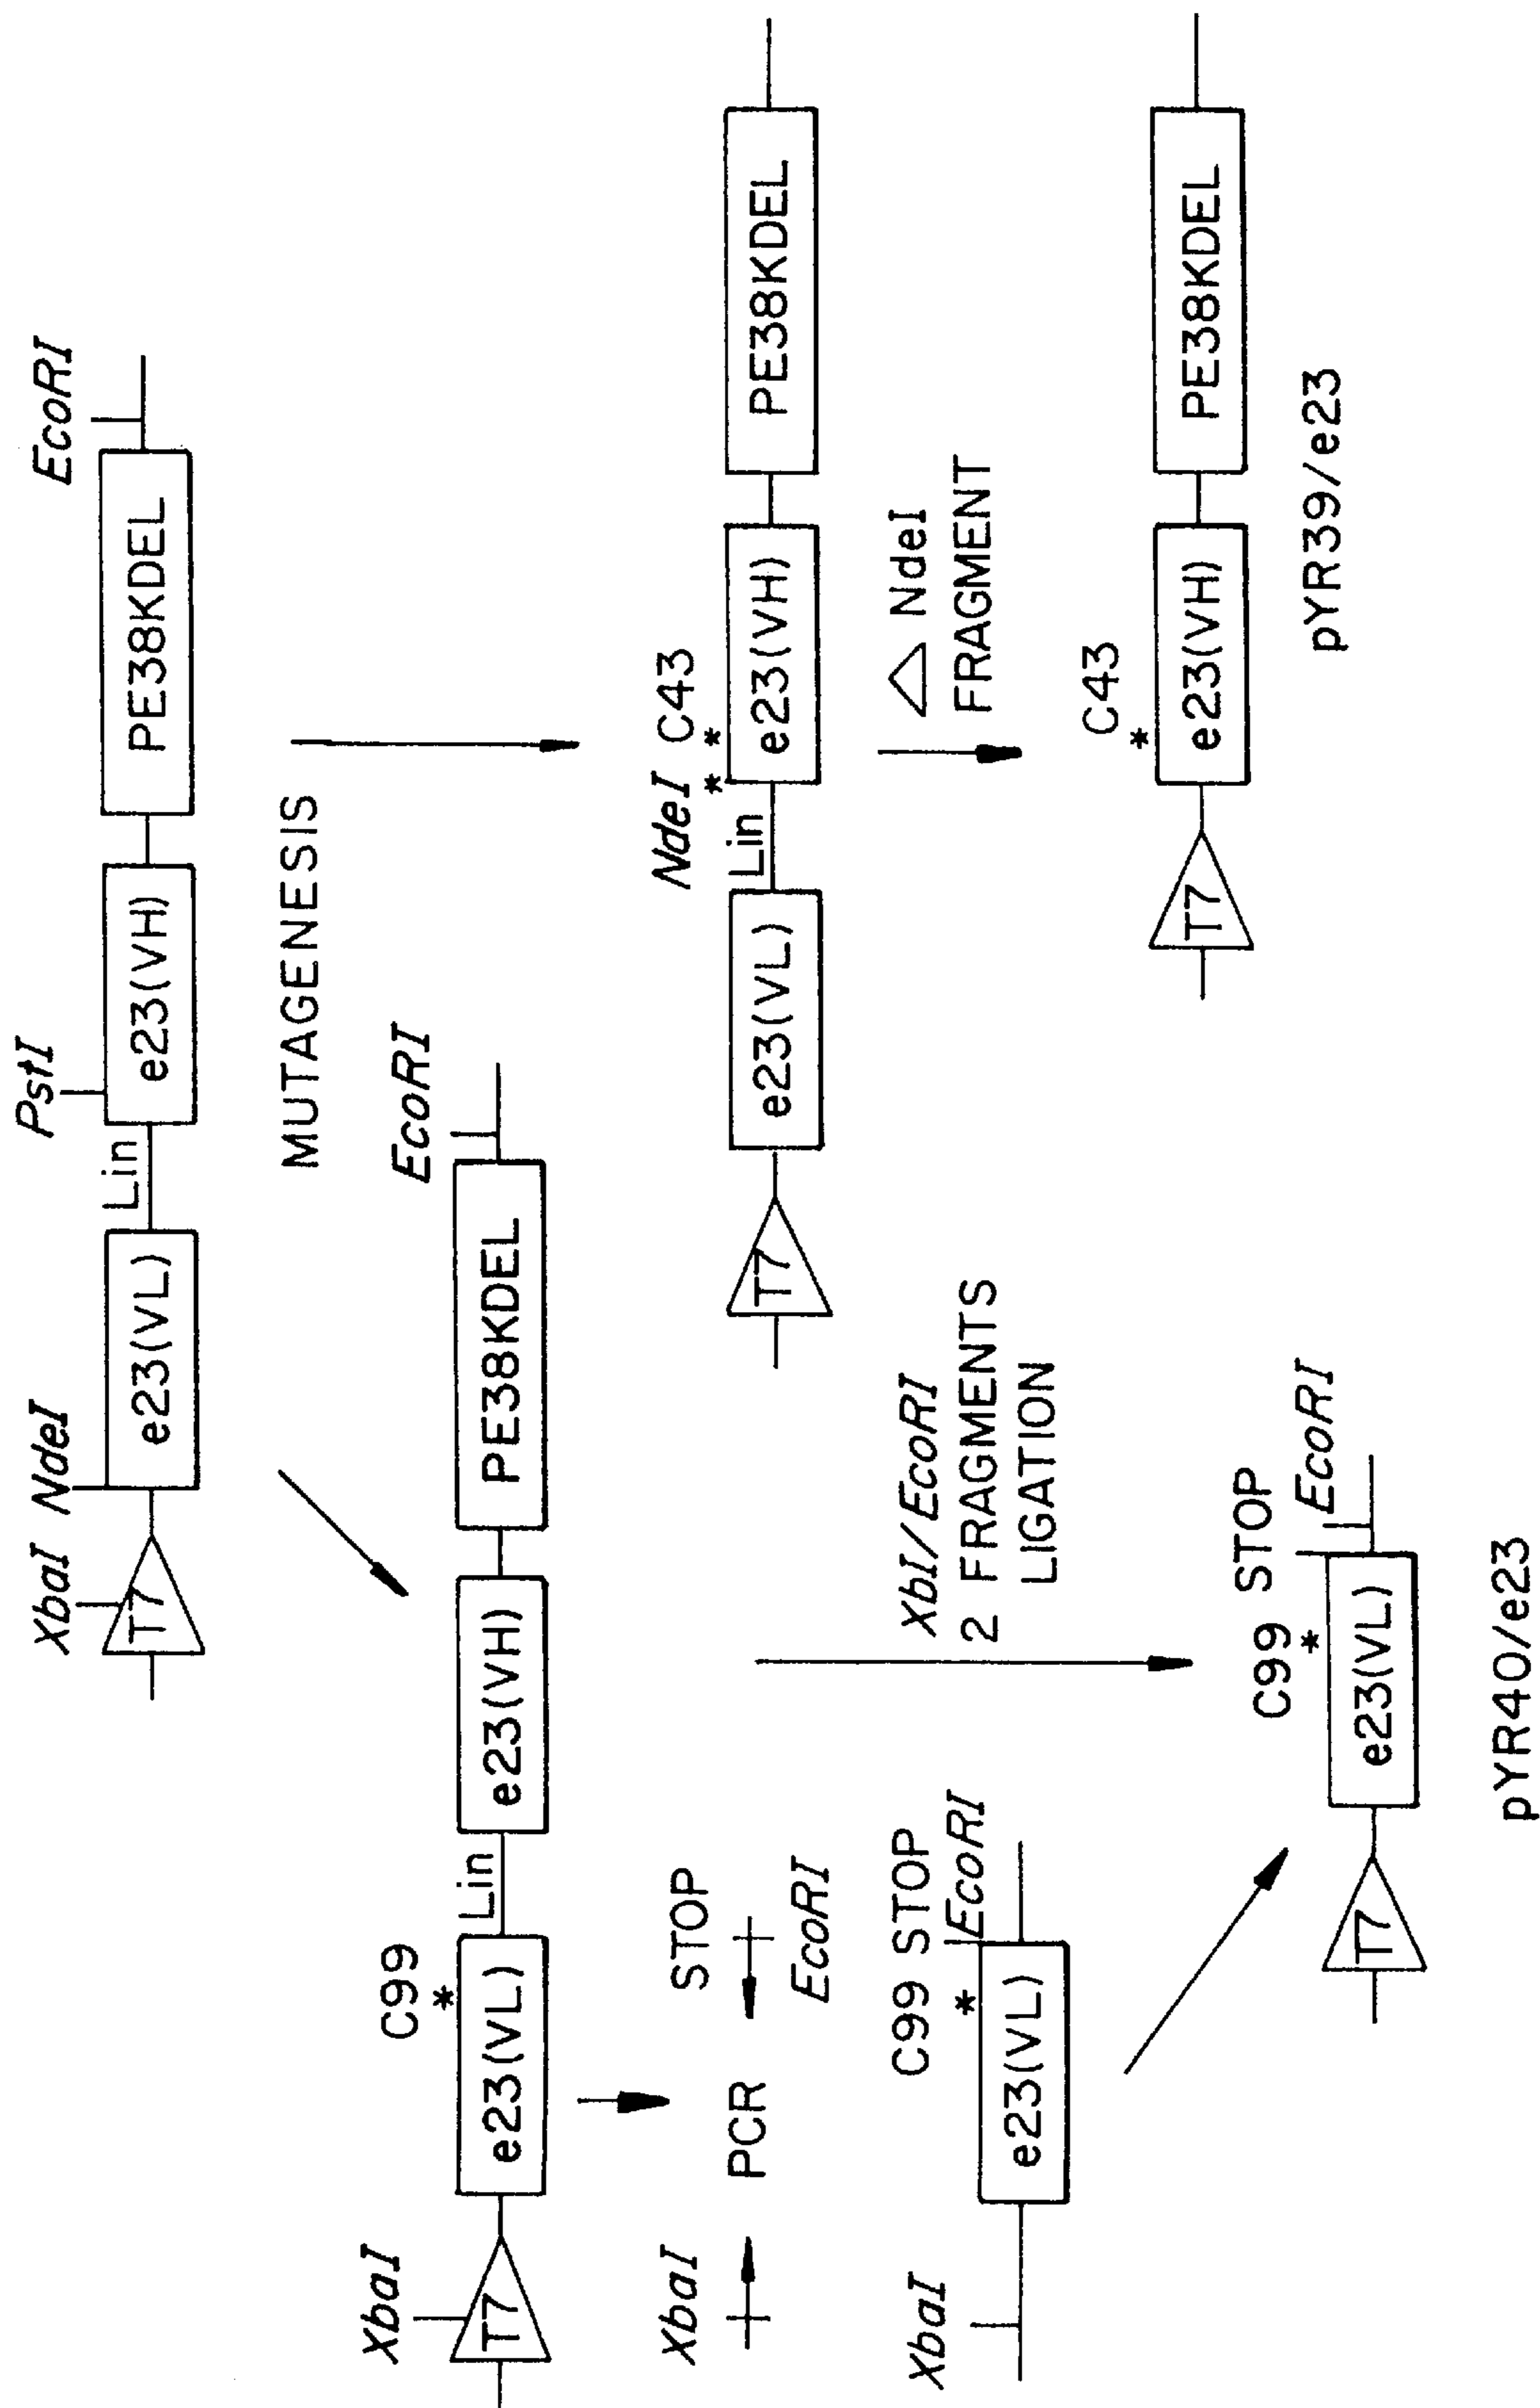 XbaI NdeI PstI EcoRI
T7 e23(VL) Lin e23(VH) PE38KDEL
MUTAGENESIS
XbaI C99 EcoRI
T7 e23(VL) Lin e23(VH) PE38KDEL
NdeI C43
* *
T7 e23(VL) Lin e23(VH) PE38KDEL
*
STOP
XbaI PCR EcoRI
XbI/EcoRI
2 FRAGMENTS
LIGATION
△ NdeI
FRAGMENT
C99 STOP
* EcoRI
XbaI e23(VL)
C99 STOP
* EcoRI
T7 e23(VL)
pYR40/e23
C43
*
T7 e23(VH) PE38KDEL
pYR39/e23